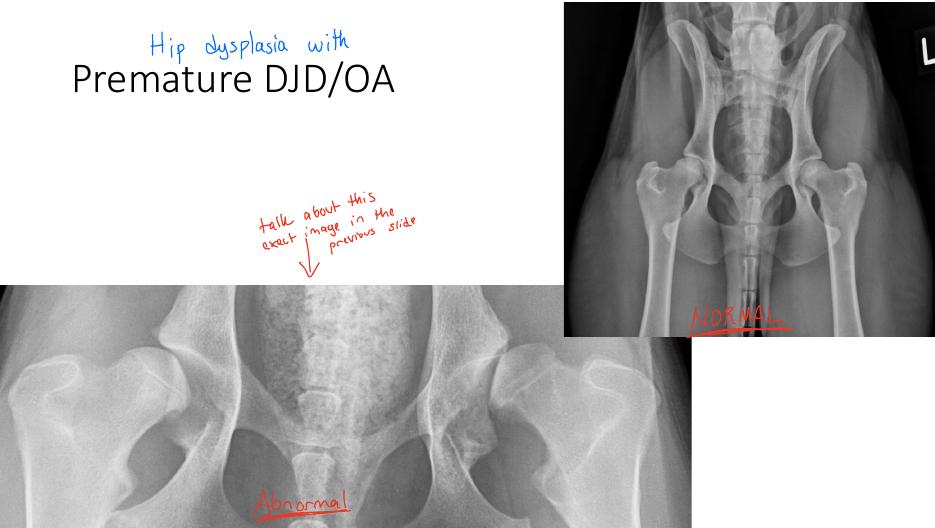 Hip dysplasia with
Premature DJD/OA
talk about this
exact image in the
previous slide
L
NORMAL
Abnormal